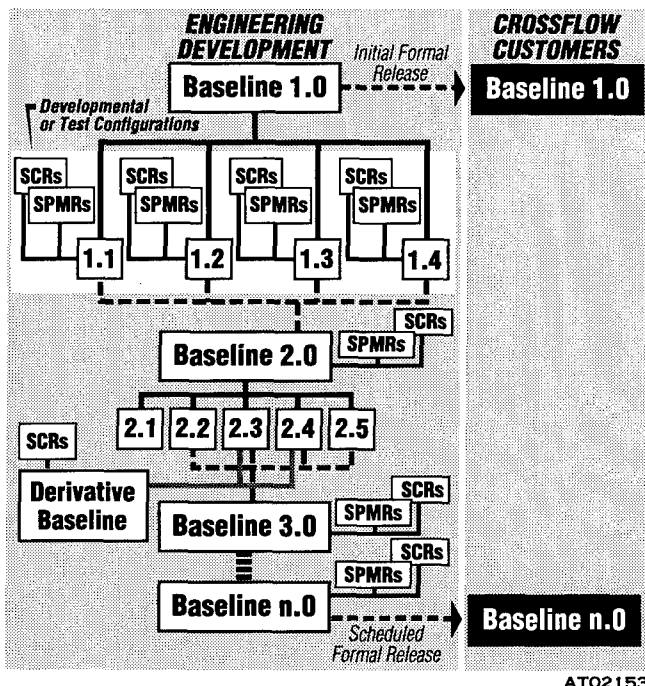 ENGINEERING
DEVELOPMENT
CROSSFLOW
CUSTOMERS
Initial Formal
Release
Baseline 1.0
Baseline 1.0
Developmental
or Test Configurations
SCRs
SPMRs
SCRs
SPMRs
SCRs
SPMRs
SCRs
SPMRs
1.1
1.2
1.3
1.4
SCRs
SPMRs
Baseline 2.0
2.1
2.2
2.3
2.4
2.5
SCRs
Derivative
Baseline
SCRs
SPMRs
Baseline 3.0
SCRs
SPMRs
Baseline n.0
Baseline n.0
Scheduled
Formal Release
AT02153